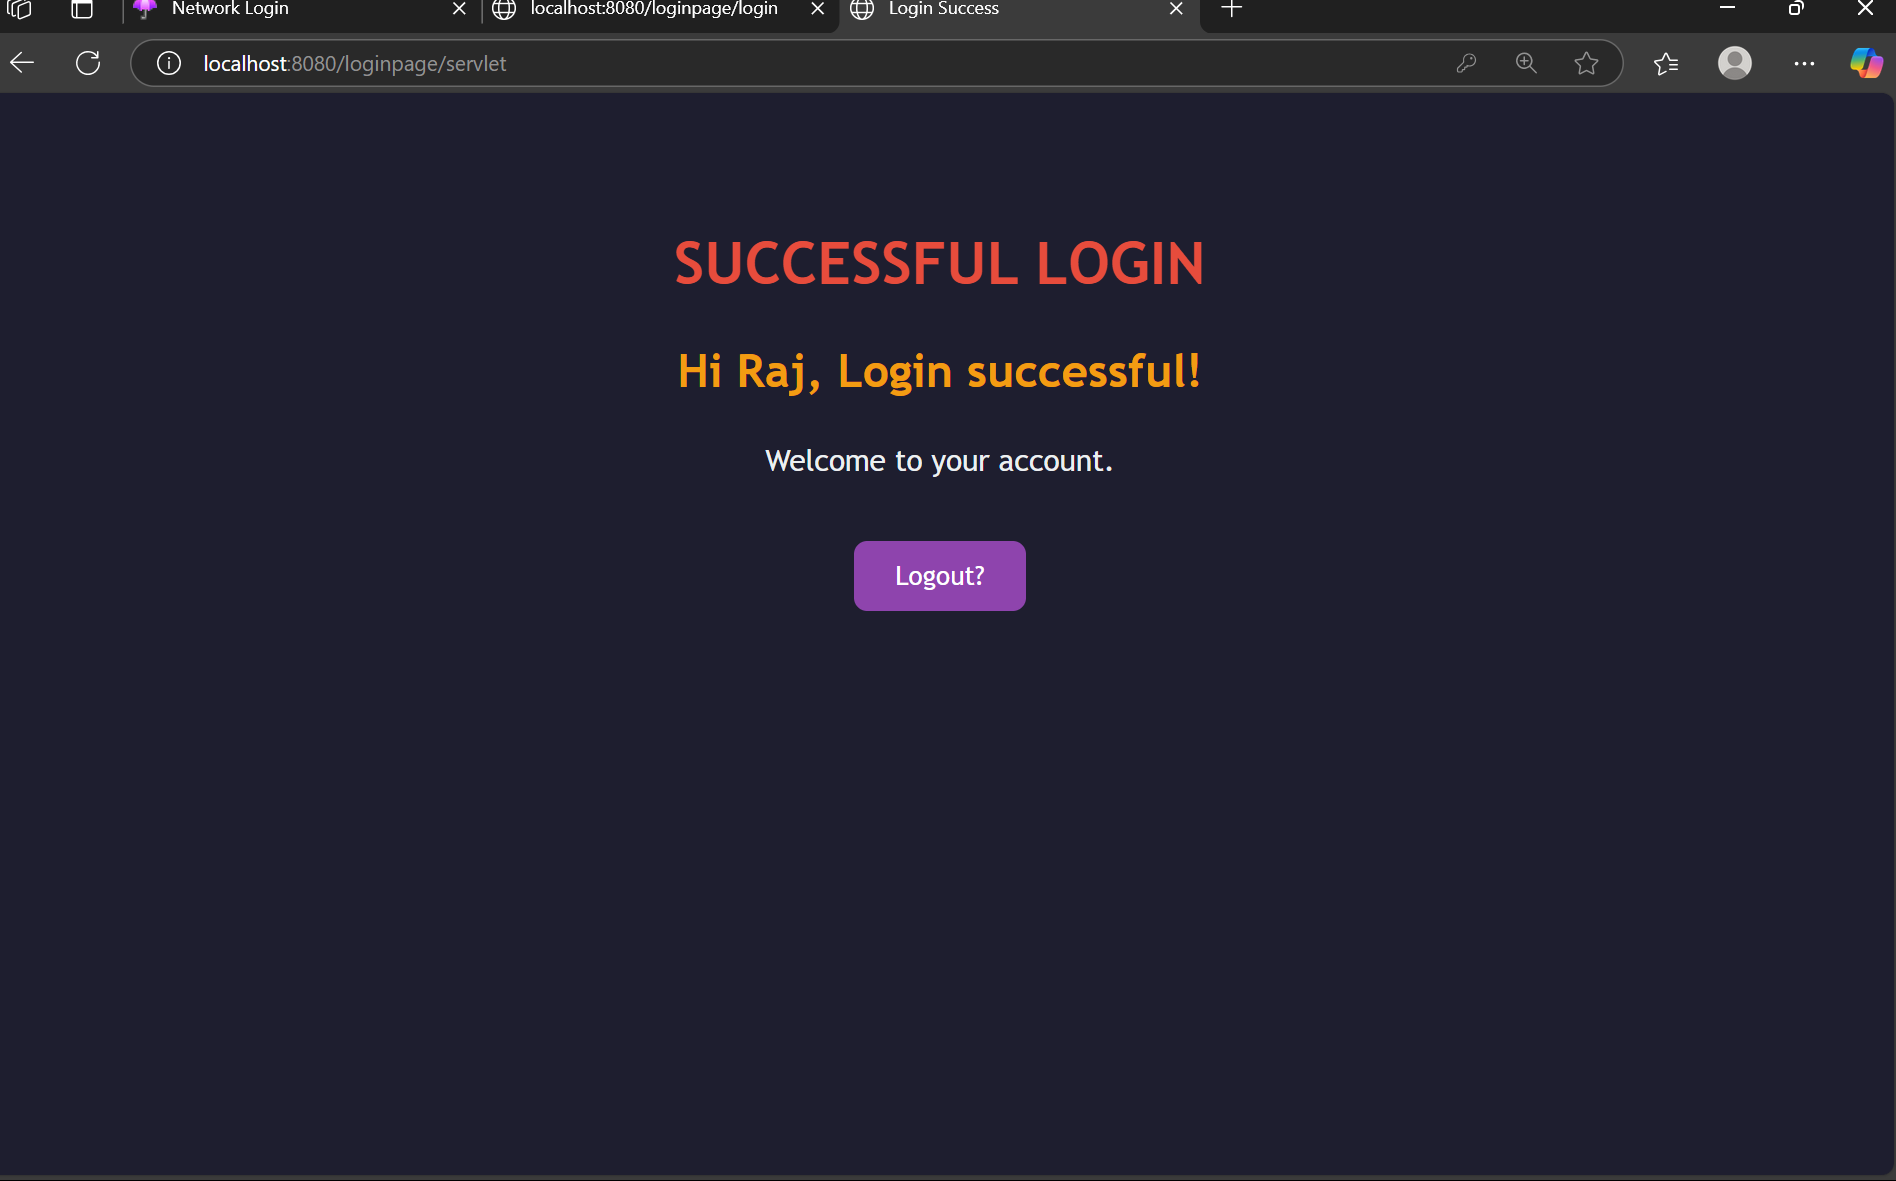 Network Login
localhost:8080/loginpage/login
Login Success
localhost:8080/loginpage/servlet
SUCCESSFUL LOGIN
Hi Raj, Login successful!
Welcome to your account.
Logout?